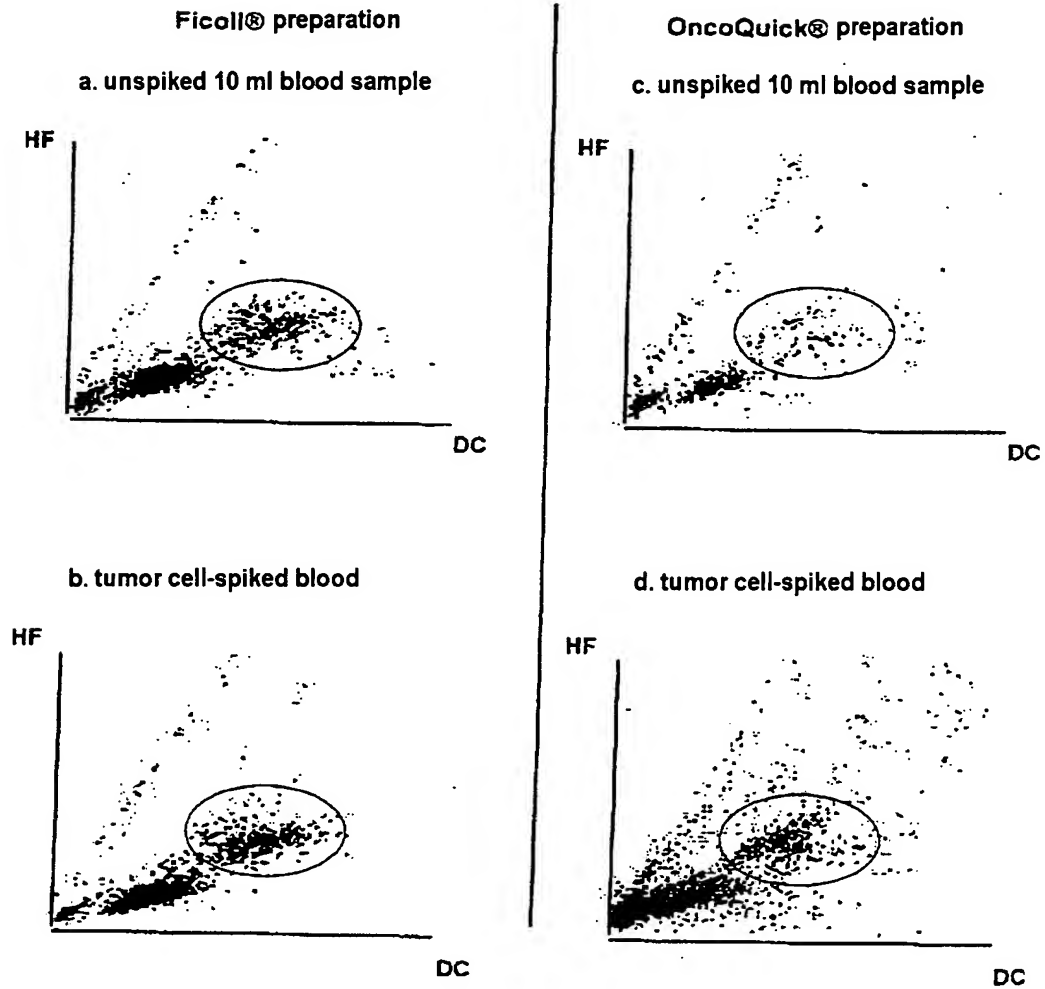 Ficoll® preparation
a. unspiked 10 ml blood sample
HF
DC
b. tumor cell-spiked blood
HF
DC
OncoQuick® preparation
c. unspiked 10 ml blood sample
HF
DC
d. tumor cell-spiked blood
HF
DC